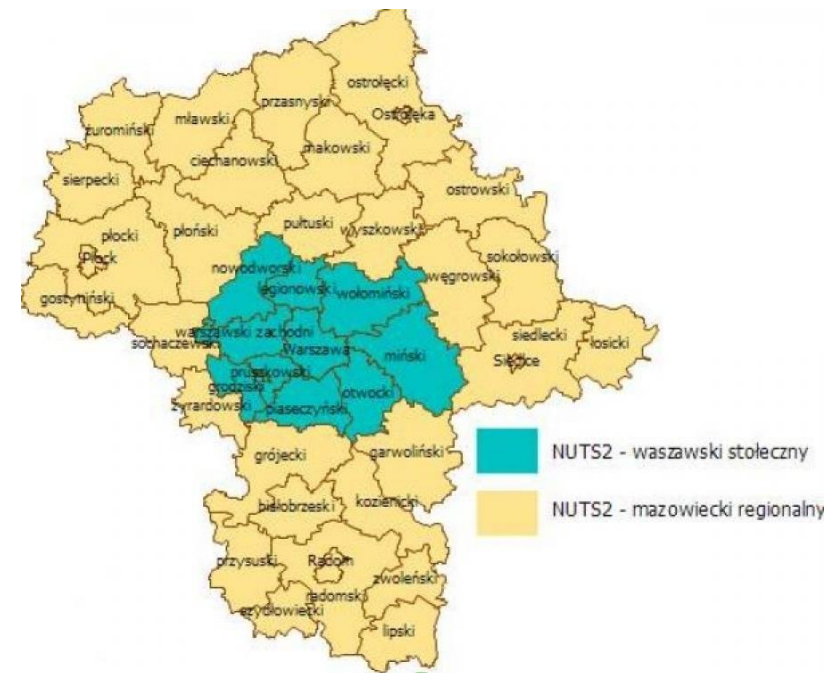 ostrołęcki
Ostrołęka
przasnyski
mławski
żuromiński
makowski
ciechanowski
sierpecki
ostrowski
płocki
Płock
płoński
pułtuski
wyszkowski
sokołowski
nowodworski
węgrowski
legionowski
wołomiński
gostyniński
warszawski zachodni
sochaczewski
siedlecki
łosicki
Warszawa
miński
Siedlce
pruszkowski
grodziski
otwocki
żyrardowski
piaseczyński
grójecki
garwoliński
NUTS2 - waszawski stołeczny
białobrzeski
kozienicki
NUTS2 - mazowiecki regionalny
przysuski
Radom
zwoleński
radomski
szydłowiecki
lipski